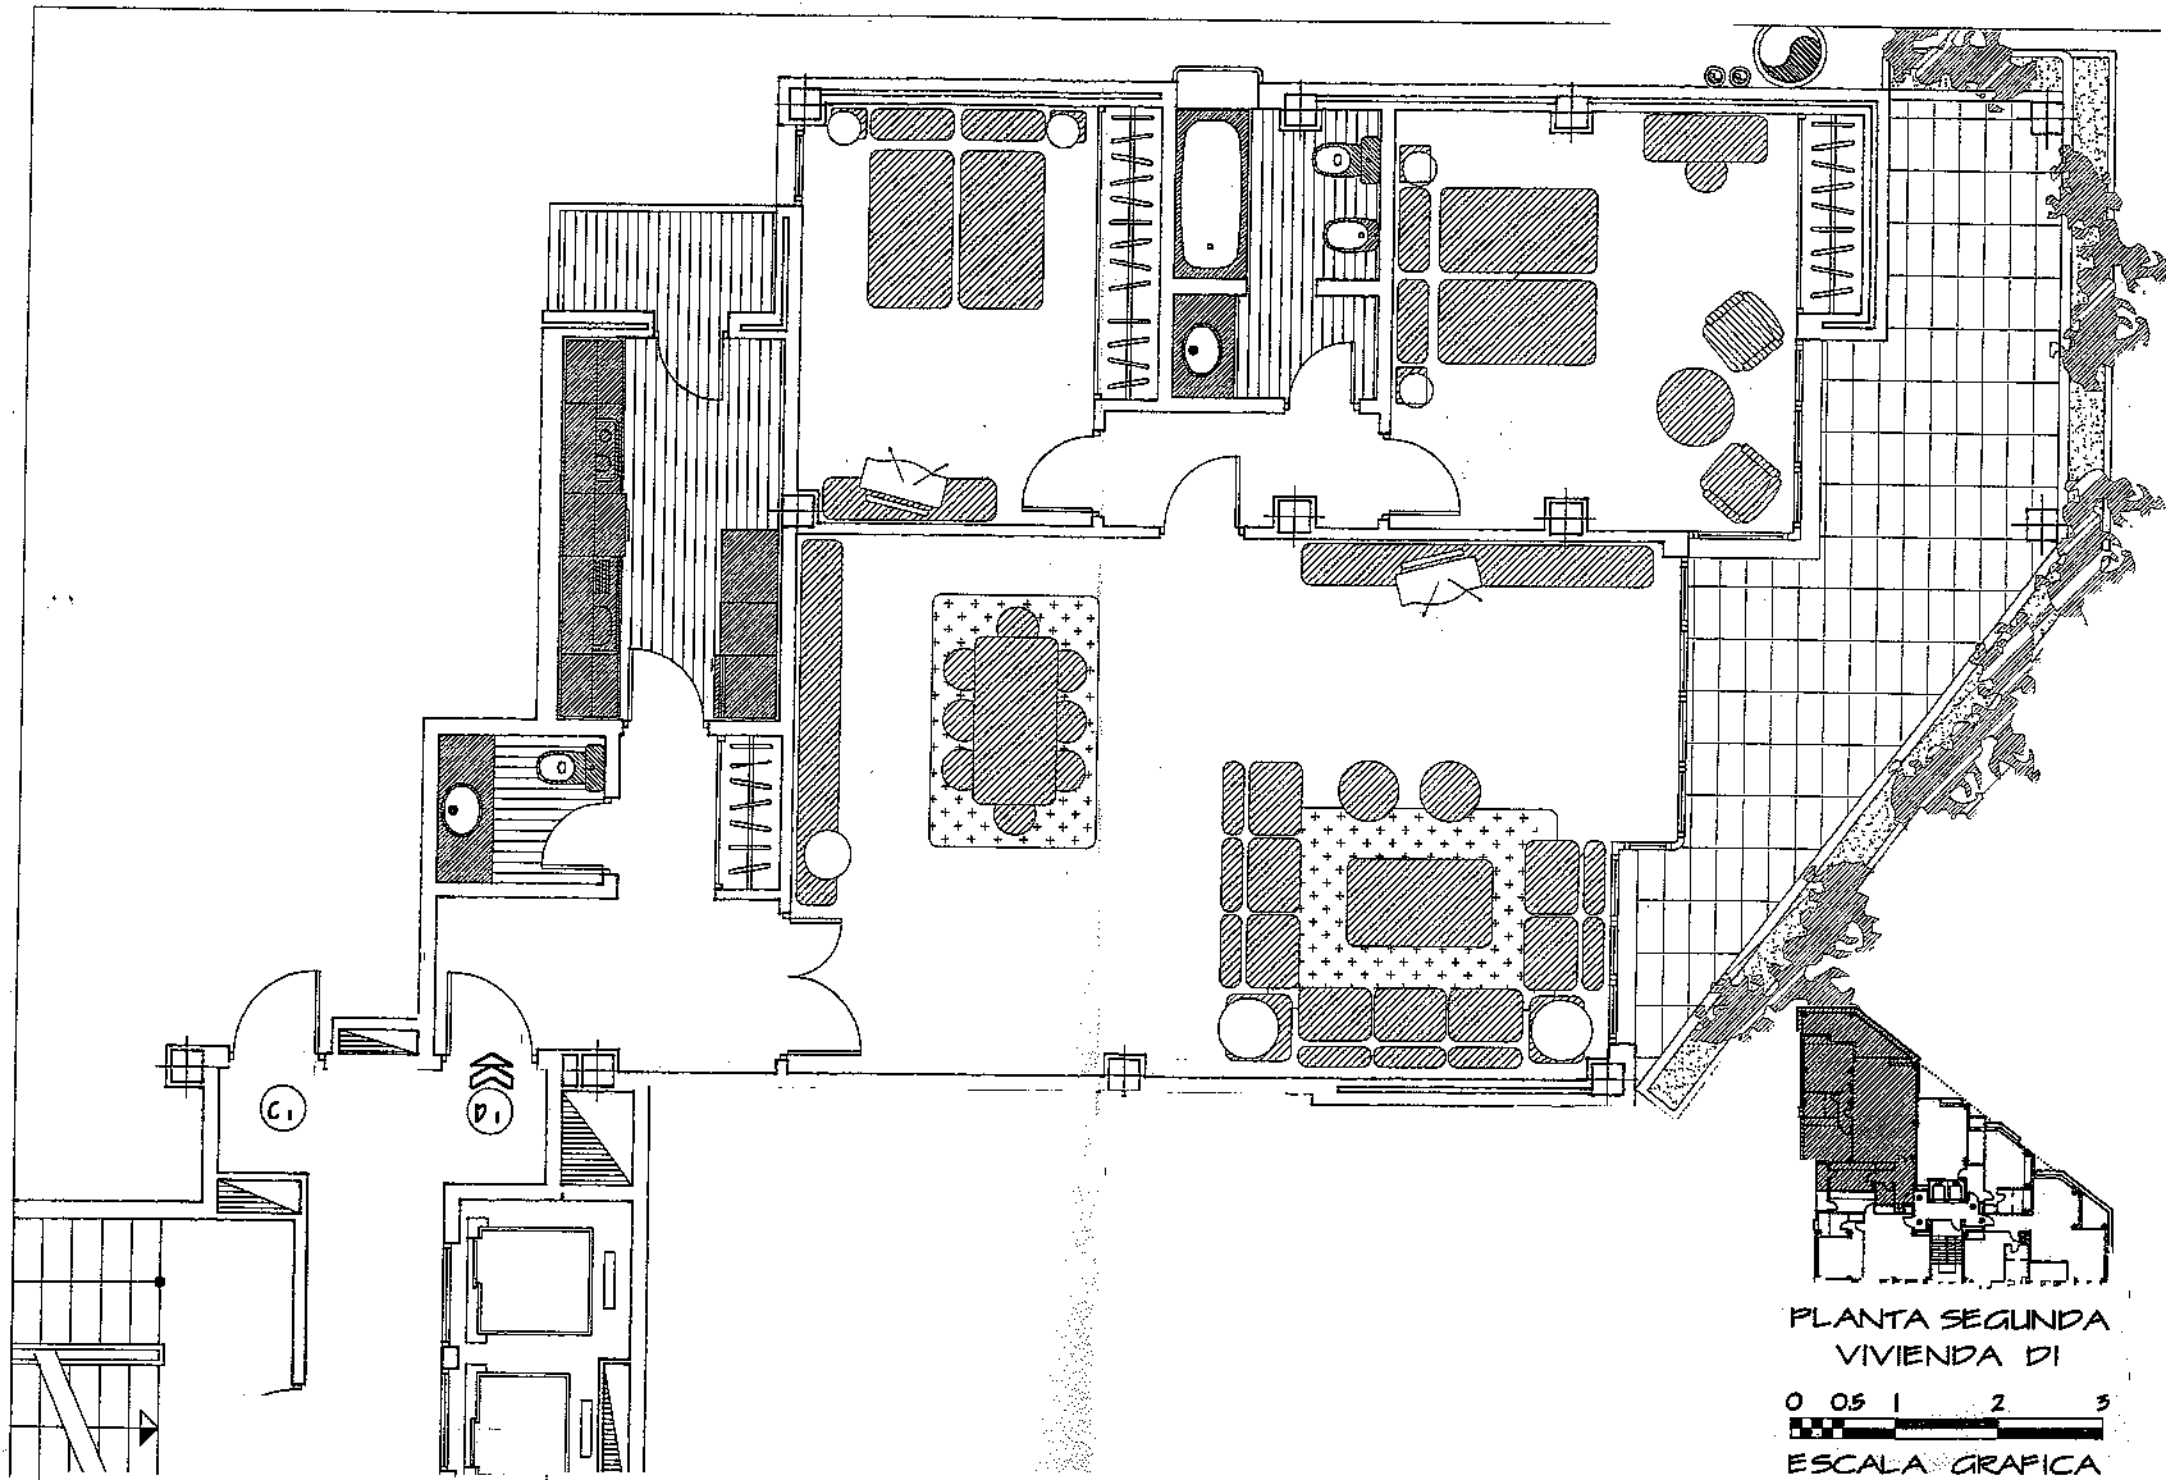 C1
D1
PLANTA SEGUNDA
VIVIENDA D1
0 0.5 1 2 3
ESCALA GRAFICA